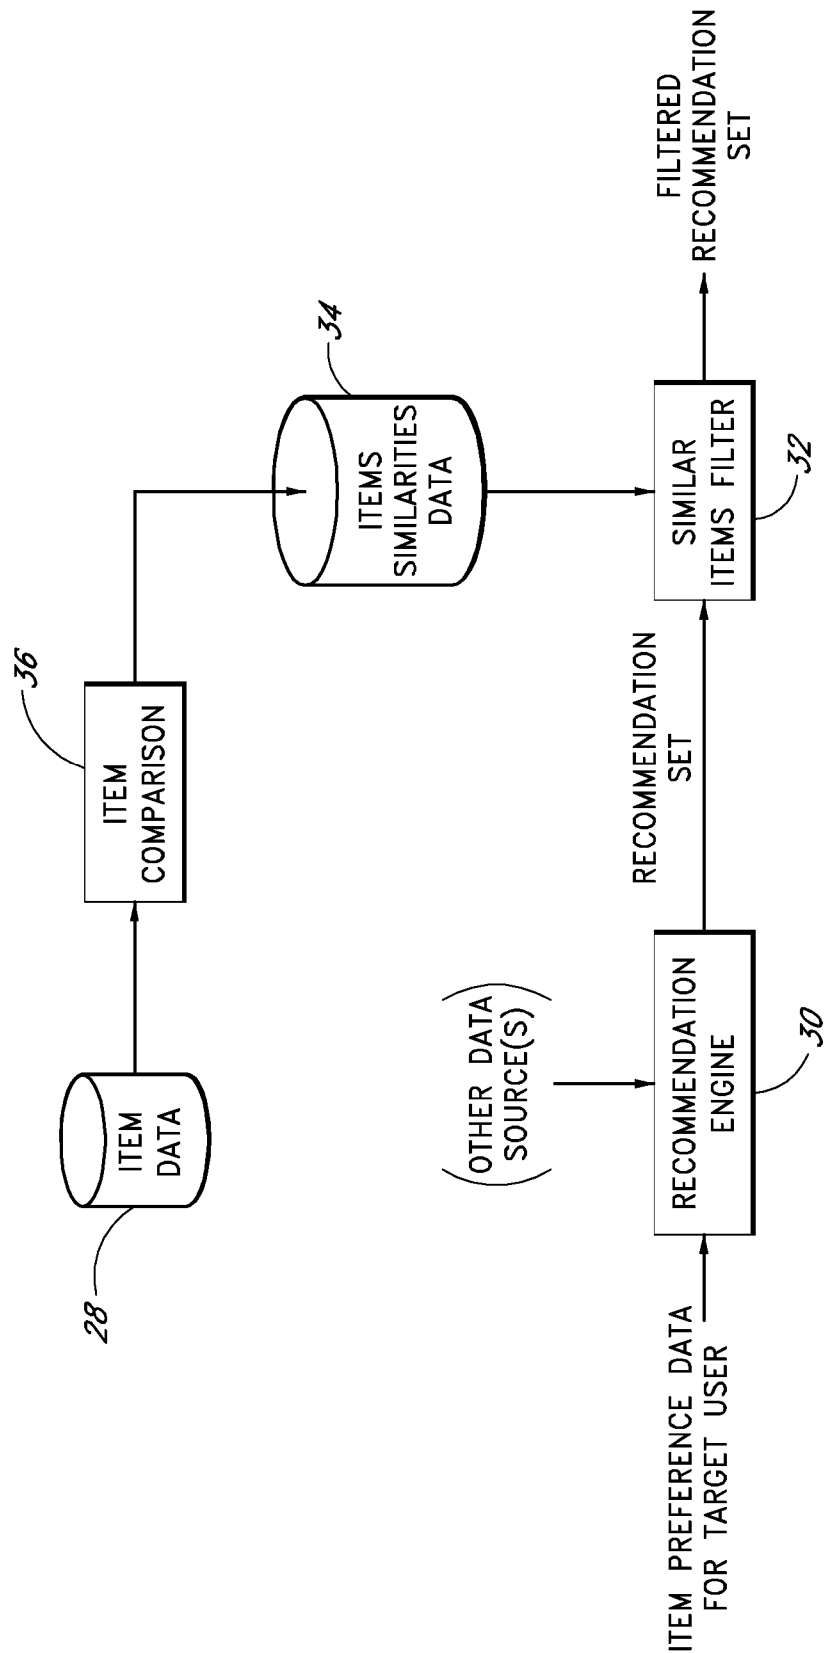 28
ITEM
DATA
ITEM
COMPARISON
36
34
ITEMS
SIMILARITIES
DATA
(OTHER DATA
SOURCE(S))
ITEM PREFERENCE DATA
FOR TARGET USER
RECOMMENDATION
ENGINE
30
RECOMMENDATION
SET
SIMILAR
ITEMS FILTER
32
FILTERED
RECOMMENDATION
SET